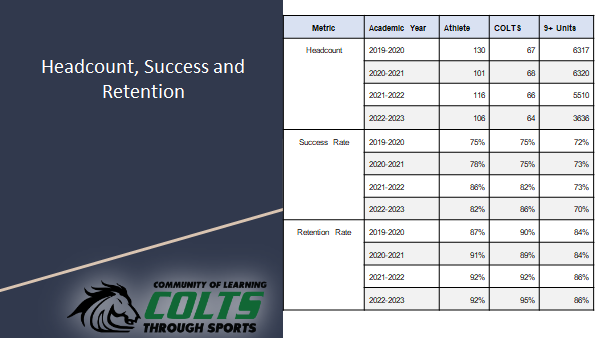 Headcount, Success and
Retention
COMMUNITY OF LEARNING
COLTS
THROUGH SPORTS
Metric Academic Year Athlete COLTS 9+ Units
Headcount 2019-2020 130 67 6317
2020-2021 101 68 6320
2021-2022 116 66 5510
2022-2023 106 64 3636
Success Rate 2019-2020 75% 75% 72%
2020-2021 78% 75% 73%
2021-2022 86% 82% 73%
2022-2023 82% 86% 70%
Retention Rate 2019-2020 87% 90% 84%
2020-2021 91% 89% 84%
2021-2022 92% 92% 86%
2022-2023 92% 95% 86%